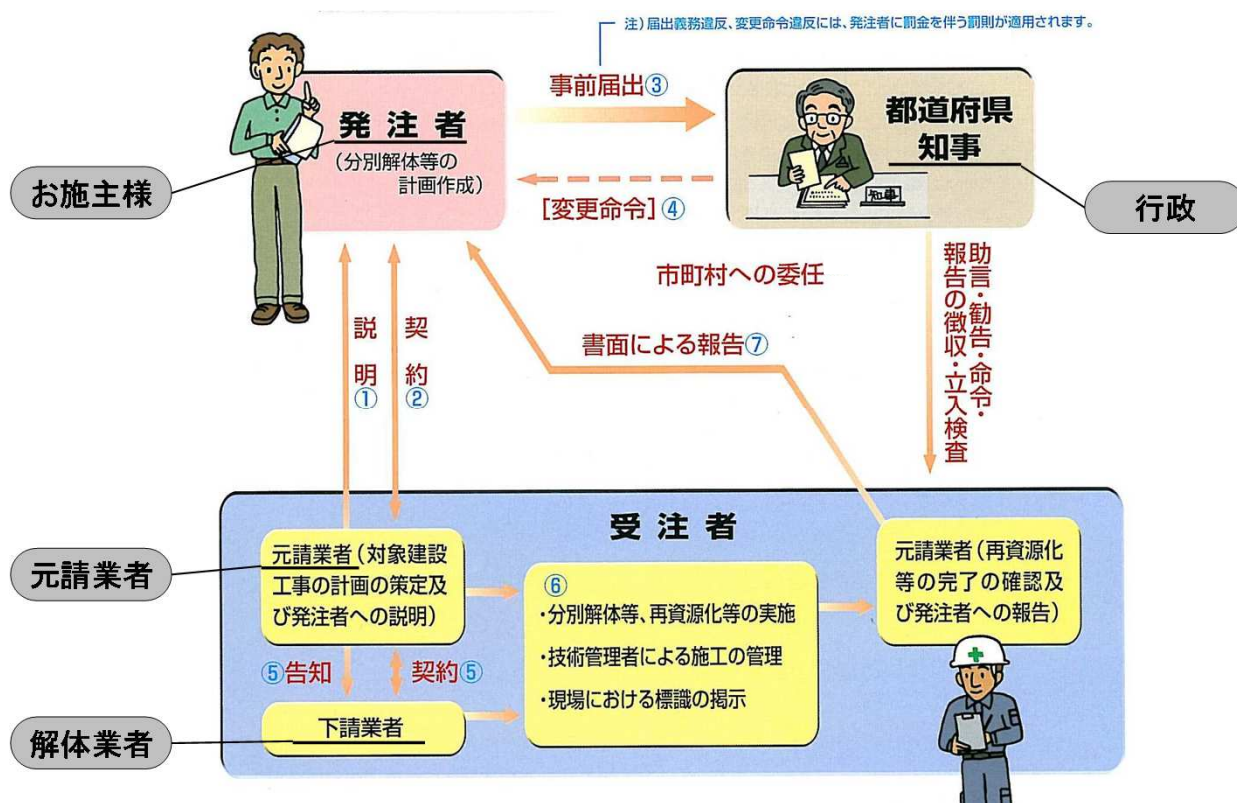 注)届出義務違反、変更命令違反には、発注者に罰金を伴う罰則が適用されます。
事前届出③
発注者
(分別解体等の
計画作成)
都道府県
知事
知事
お施主様
行政
[変更命令]④
市町村への委任
助言・勧告・命令・
報告の徴収・立入検査
説明①
契約②
書面による報告⑦
受注者
元請業者
元請業者(対象建設
工事の計画の策定及
び発注者への説明)
⑥
・分別解体等、再資源化等の実施
・技術管理者による施工の管理
・現場における標識の掲示
元請業者(再資源化
等の完了の確認及
び発注者への報告)
⑤告知
契約⑤
解体業者
下請業者